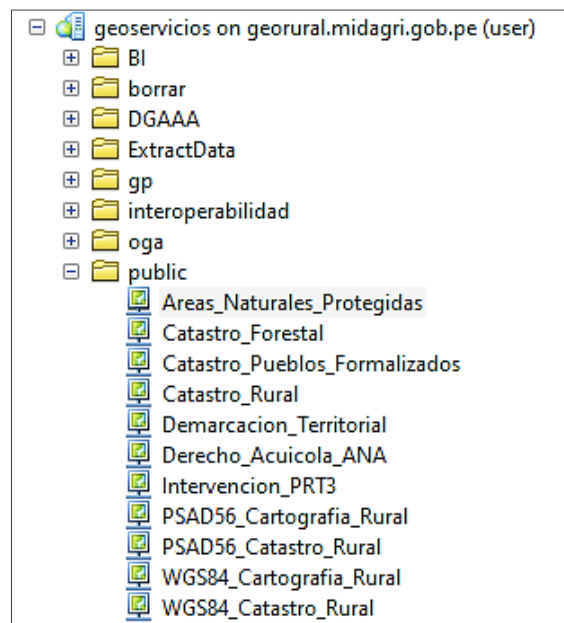 geoservicios on georural.midagri.gob.pe (user)
BI
borrar
DGAAA
ExtractData
gp
interoperabilidad
oga
public
Areas_Naturales_Protegidas
Catastro_Forestal
Catastro_Pueblos_Formalizados
Catastro_Rural
Demarcacion_Territorial
Derecho_Acuicola_ANA
Intervencion_PRT3
PSAD56_Cartografia_Rural
PSAD56_Catastro_Rural
WGS84_Cartografia_Rural
WGS84_Catastro_Rural